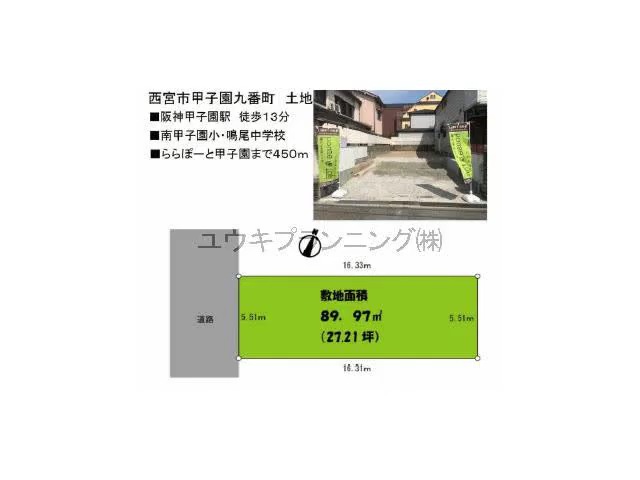 西宮市甲子園九番町　土地
■阪神甲子園駅　徒歩13分
■南甲子園小・鳴尾中学校
■ららぽーと甲子園まで450m
ユウキプランニング㈱
16.33m
道路
5.51m
敷地面積
89.97㎡
(27.21坪)
5.51m
16.31m